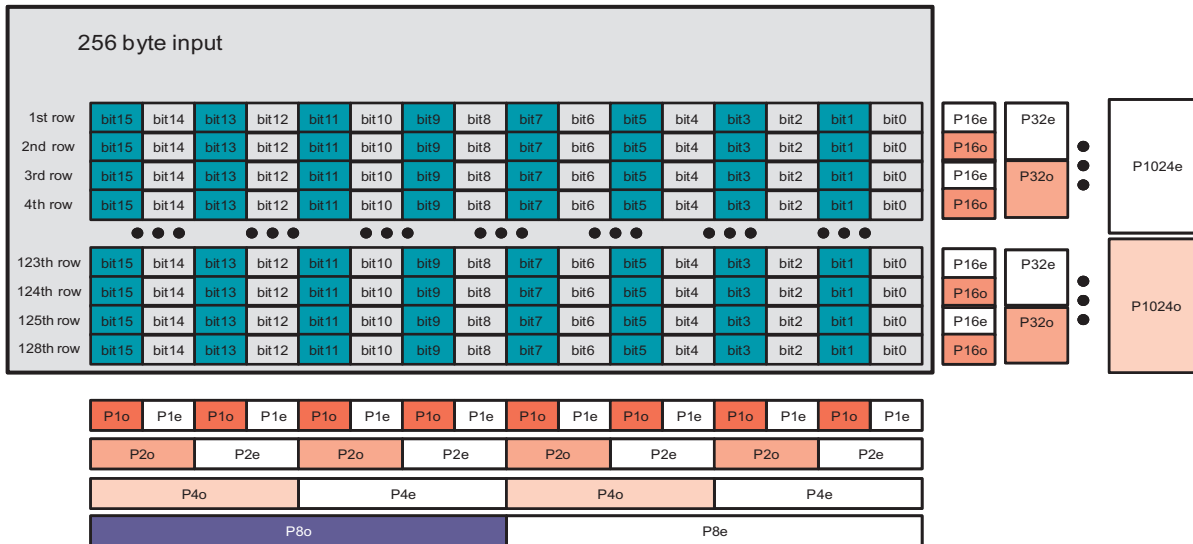 256 byte input
1st row bit15 bit14 bit13 bit12 bit11 bit10 bit9 bit8 bit7 bit6 bit5 bit4 bit3 bit2 bit1 bit0 P16e P32e
2nd row bit15 bit14 bit13 bit12 bit11 bit10 bit9 bit8 bit7 bit6 bit5 bit4 bit3 bit2 bit1 bit0 P16o
P1024e
3rd row bit15 bit14 bit13 bit12 bit11 bit10 bit9 bit8 bit7 bit6 bit5 bit4 bit3 bit2 bit1 bit0 P16e P32o
4th row bit15 bit14 bit13 bit12 bit11 bit10 bit9 bit8 bit7 bit6 bit5 bit4 bit3 bit2 bit1 bit0 P16o
123th row bit15 bit14 bit13 bit12 bit11 bit10 bit9 bit8 bit7 bit6 bit5 bit4 bit3 bit2 bit1 bit0 P16e P32e
124th row bit15 bit14 bit13 bit12 bit11 bit10 bit9 bit8 bit7 bit6 bit5 bit4 bit3 bit2 bit1 bit0 P16o
P1024o
125th row bit15 bit14 bit13 bit12 bit11 bit10 bit9 bit8 bit7 bit6 bit5 bit4 bit3 bit2 bit1 bit0 P16e P32o
128th row bit15 bit14 bit13 bit12 bit11 bit10 bit9 bit8 bit7 bit6 bit5 bit4 bit3 bit2 bit1 bit0 P16o
P1o P1e P1o P1e P1o P1e P1o P1e P1o P1e P1o P1e P1o P1e P1o P1e
P2o P2e P2o P2e P2o P2e P2o P2e
P4o P4e P4o P4e
P8o P8e